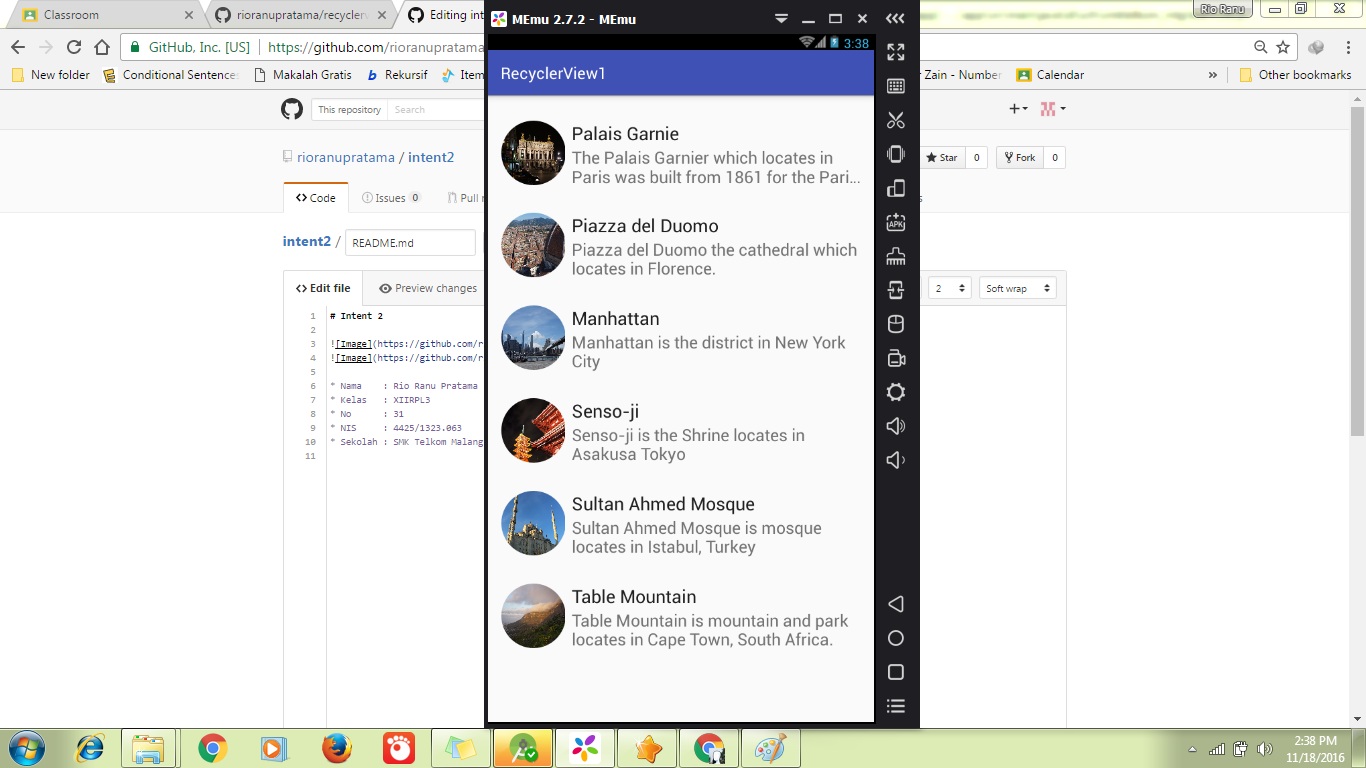 Classroom
rioranupratama/recyclerv
Editing int
Rio Ranu
GitHub, Inc. [US]
https://github.com/rioranupratama
New folder
Conditional Sentence
Makalah Gratis
Rekursif
Item
Zain - Number
Calendar
»
Other bookmarks
This repository
Search
rioranupratama / intent2
Star 0
Fork 0
Code
Issues 0
Pull r
s
intent2 /
README.md
Edit file
Preview changes
2
Soft wrap
1 # Intent 2
2
3 ![Image](https://github.com/r
4 ![Image](https://github.com/r
5
6 * Nama : Rio Ranu Pratama
7 * Kelas : XIIRPL3
8 * No : 31
9 * NIS : 4425/1323.063
10 * Sekolah : SMK Telkom Malang
11
MEmu 2.7.2 - MEmu
3:38
RecyclerView1
Palais Garnie
The Palais Garnier which locates in
Paris was built from 1861 for the Pari...
Piazza del Duomo
Piazza del Duomo the cathedral which
locates in Florence.
Manhattan
Manhattan is the district in New York
City
Senso-ji
Senso-ji is the Shrine locates in
Asakusa Tokyo
Sultan Ahmed Mosque
Sultan Ahmed Mosque is mosque
locates in Istabul, Turkey
Table Mountain
Table Mountain is mountain and park
locates in Cape Town, South Africa.
APK
2:38 PM
11/18/2016